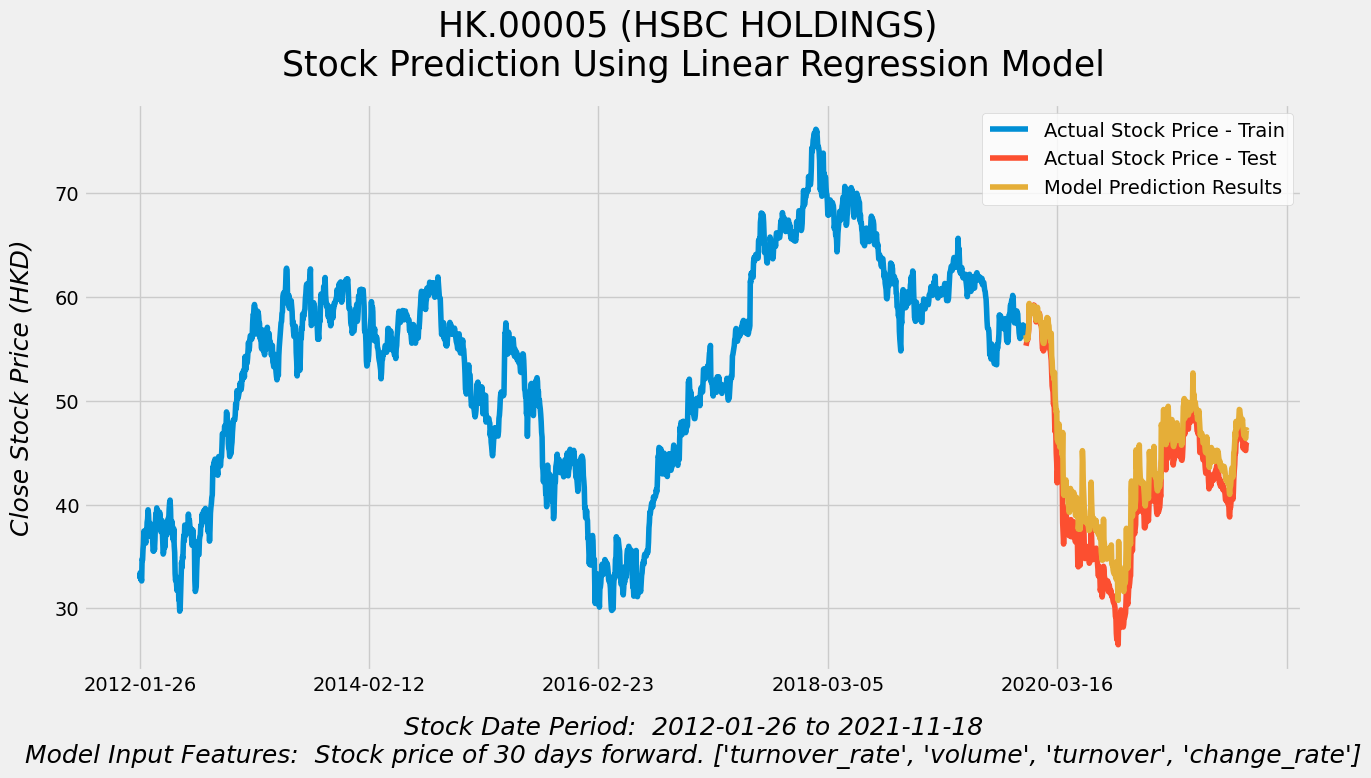 HK.00005 (HSBC HOLDINGS)
Stock Prediction Using Linear Regression Model
Actual Stock Price - Train
Actual Stock Price - Test
Model Prediction Results
Close Stock Price (HKD)
70
60
50
40
30
2012-01-26
2014-02-12
2016-02-23
2018-03-05
2020-03-16
Stock Date Period:  2012-01-26 to 2021-11-18
Model Input Features:  Stock price of 30 days forward. ['turnover_rate', 'volume', 'turnover', 'change_rate']